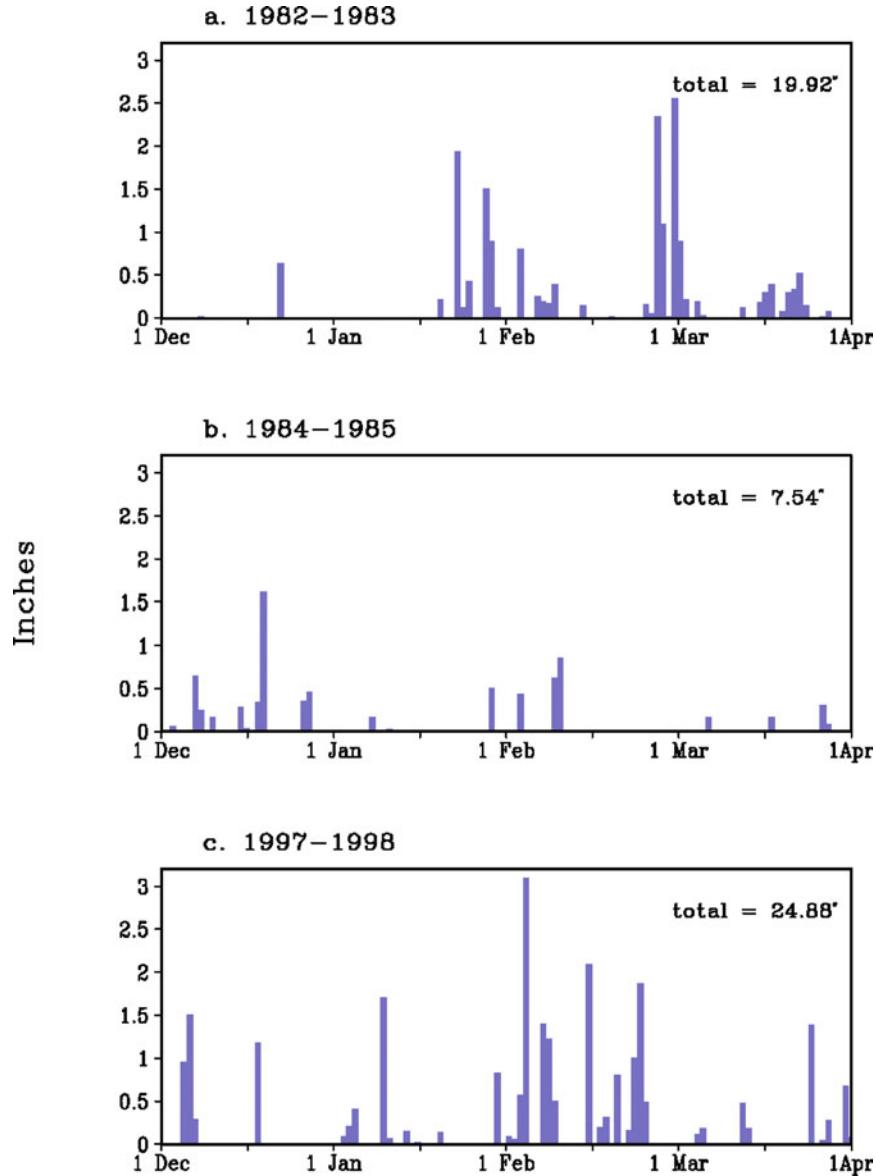 a. 1982−1983
3
total = 19.92"
2.5
2
1.5
1
0.5
0
1 Dec 1 Jan 1 Feb 1 Mar 1Apr
b. 1984−1985
3
total = 7.54"
2.5
2
1.5
1
0.5
0
1 Dec 1 Jan 1 Feb 1 Mar 1Apr
Inches
c. 1997−1998
3
total = 24.88"
2.5
2
1.5
1
0.5
0
1 Dec 1 Jan 1 Feb 1 Mar 1Apr